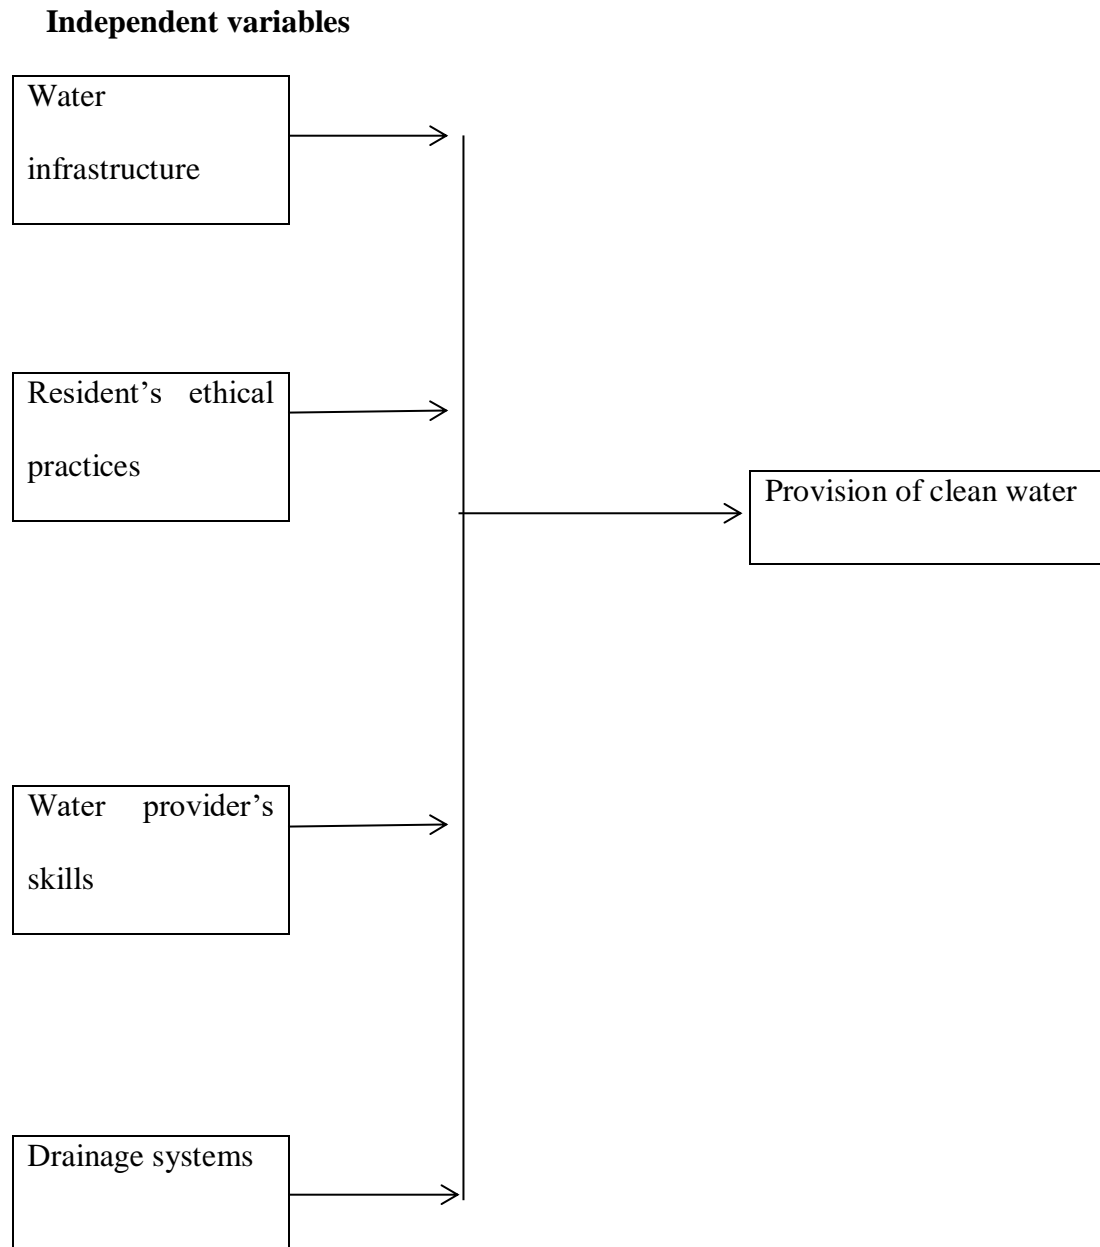 Independent variables
Water
infrastructure
Resident’s ethical
practices
Provision of clean water
Water provider’s
skills
Drainage systems